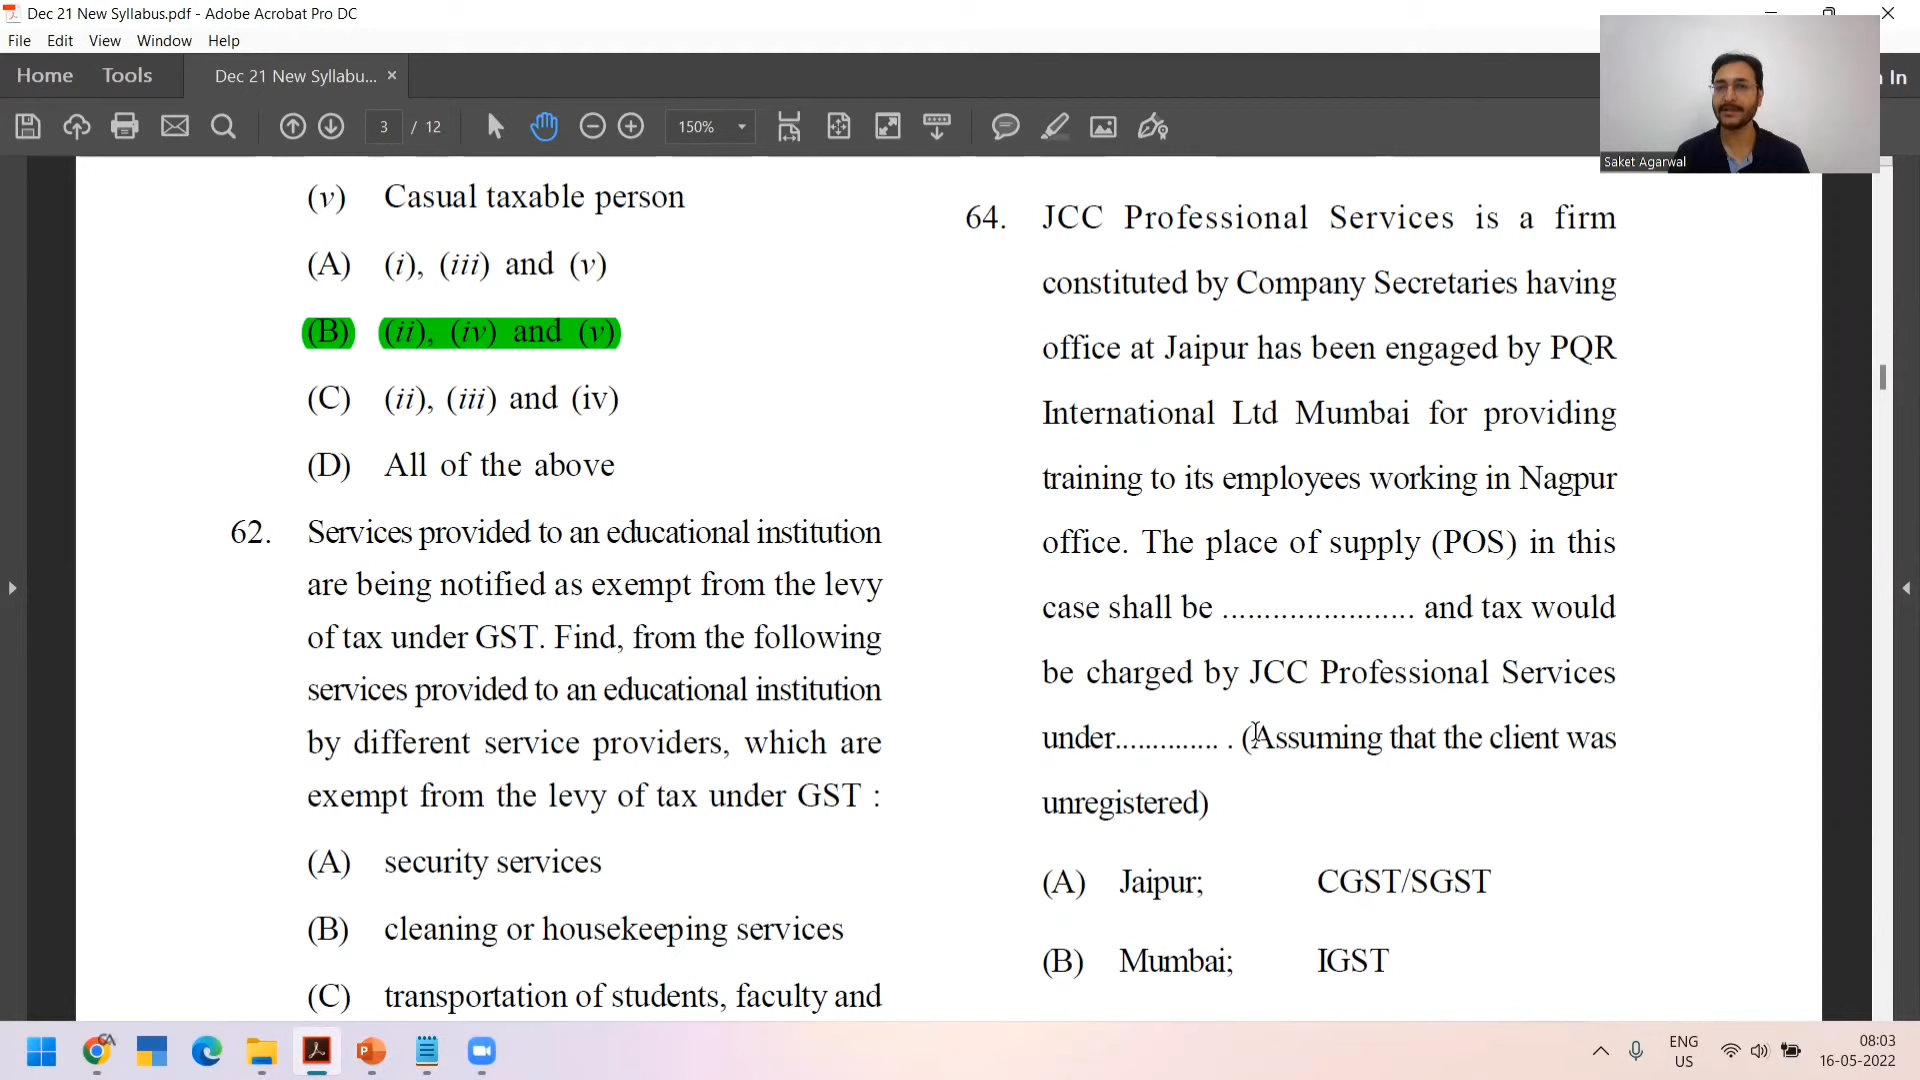 Dec 21 New Syllabus.pdf - Adobe Acrobat Pro DC
File Edit View Window Help
Home Tools Dec 21 New Syllabu... ×
In
3 / 12
150%
Saket Agarwal
(v) Casual taxable person
(A) (i), (iii) and (v)
(B) (ii), (iv) and (v)
(C) (ii), (iii) and (iv)
(D) All of the above
62. Services provided to an educational institution
are being notified as exempt from the levy
of tax under GST. Find, from the following
services provided to an educational institution
by different service providers, which are
exempt from the levy of tax under GST :
(A) security services
(B) cleaning or housekeeping services
(C) transportation of students, faculty and
64. JCC Professional Services is a firm
constituted by Company Secretaries having
office at Jaipur has been engaged by PQR
International Ltd Mumbai for providing
training to its employees working in Nagpur
office. The place of supply (POS) in this
case shall be ....................... and tax would
be charged by JCC Professional Services
under.............. . (Assuming that the client was
unregistered)
(A) Jaipur; CGST/SGST
(B) Mumbai; IGST
ENG
US
08:03
16-05-2022